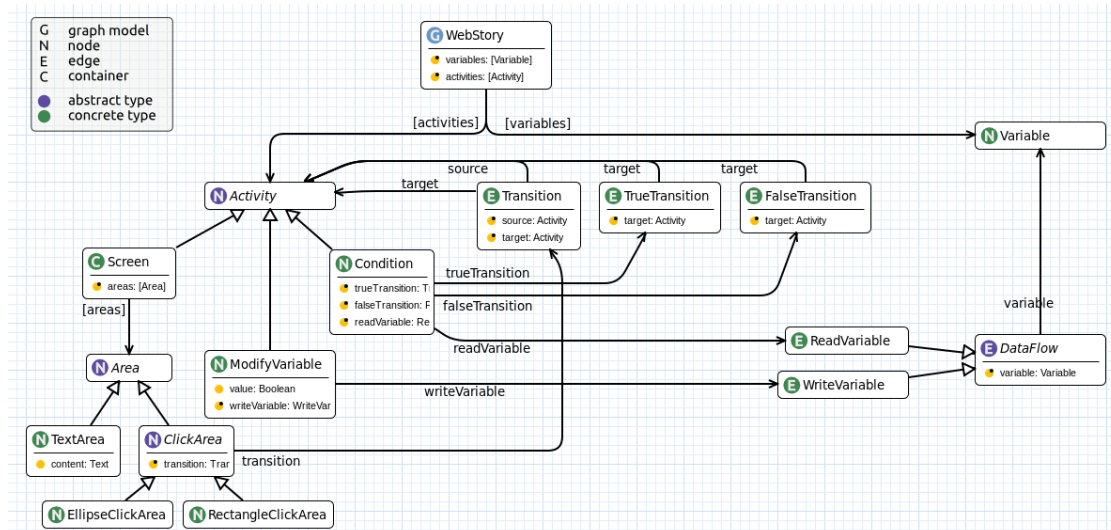 G graph model
N node
E edge
C container
abstract type
concrete type
G WebStory
variables: [Variable]
activities: [Activity]
[activities]
[variables]
N Variable
source
target
target
target
N Activity
E Transition
source: Activity
target: Activity
E TrueTransition
target: Activity
E FalseTransition
target: Activity
C Screen
areas: [Area]
[areas]
N Condition
trueTransition: T
falseTransition: F
readVariable: Re
trueTransition
falseTransition
readVariable
variable
E ReadVariable
E DataFlow
variable: Variable
N Area
N ModifyVariable
value: Boolean
writeVariable: WriteVar
writeVariable
E WriteVariable
N TextArea
content: Text
N ClickArea
transition: Trar
transition
N EllipseClickArea
N RectangleClickArea